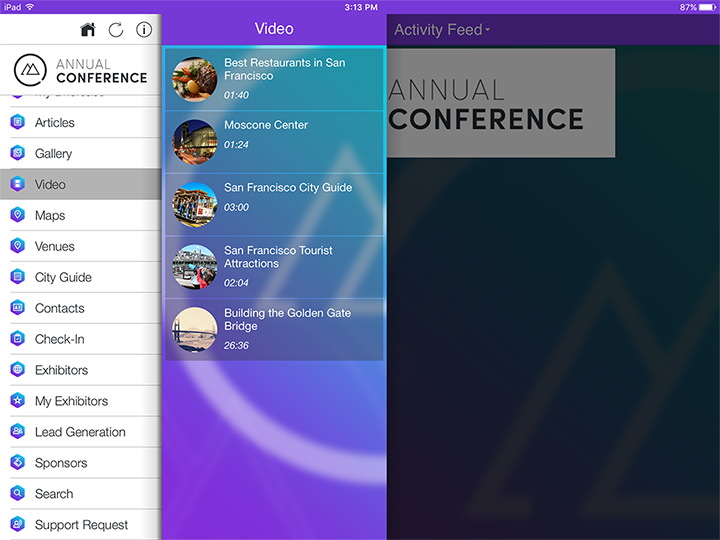 iPad
3:13 PM
87%
ANNUAL
CONFERENCE
Articles
Gallery
Video
Maps
Venues
City Guide
Contacts
Check-In
Exhibitors
My Exhibitors
Lead Generation
Sponsors
Search
Support Request
Video
Best Restaurants in San
Francisco
01:40
Moscone Center
01:24
San Francisco City Guide
03:00
San Francisco Tourist
Attractions
02:04
Building the Golden Gate
Bridge
26:36
Activity Feed
ANNUAL
CONFERENCE